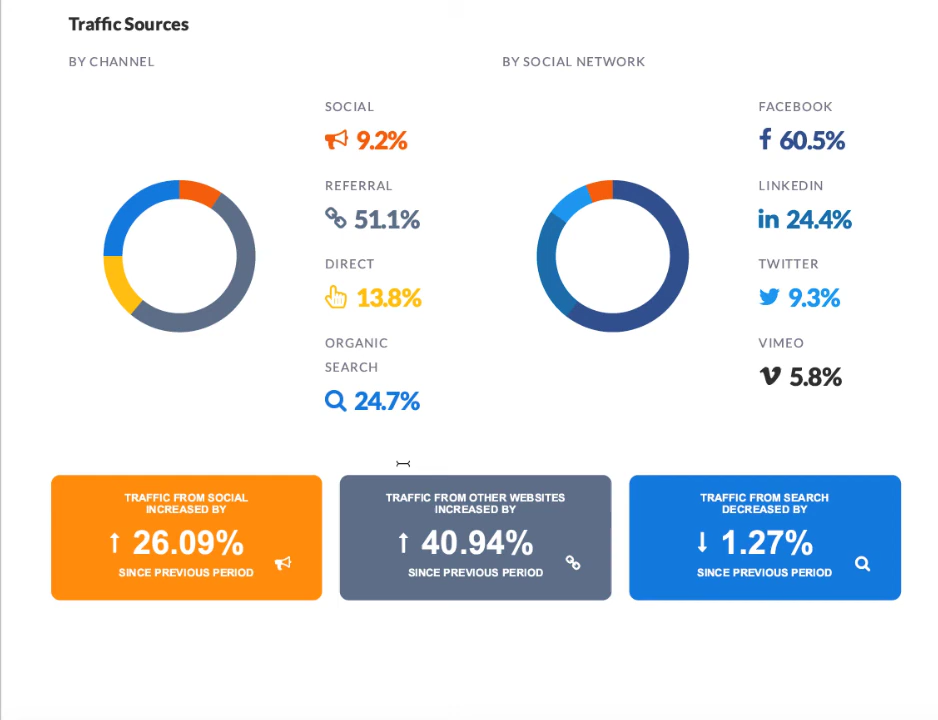 Traffic Sources
BY CHANNEL
SOCIAL
9.2%
REFERRAL
51.1%
DIRECT
13.8%
ORGANIC
SEARCH
24.7%
BY SOCIAL NETWORK
FACEBOOK
60.5%
LINKEDIN
in 24.4%
TWITTER
9.3%
VIMEO
5.8%
TRAFFIC FROM SOCIAL
INCREASED BY
↑ 26.09%
SINCE PREVIOUS PERIOD
TRAFFIC FROM OTHER WEBSITES
INCREASED BY
↑ 40.94%
SINCE PREVIOUS PERIOD
TRAFFIC FROM SEARCH
DECREASED BY
↓ 1.27%
SINCE PREVIOUS PERIOD